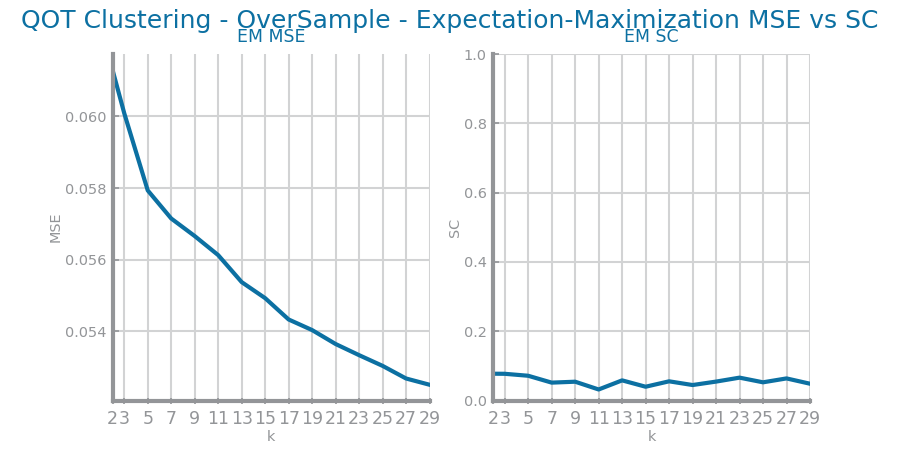 QOT Clustering - OverSample - Expectation-Maximization MSE vs SC
EM MSE
EM SC
0.060
0.058
0.056
0.054
MSE
2 3 5 7 9 11 13 15 17 19 21 23 25 27 29
k
1.0
0.8
0.6
0.4
0.2
0.0
SC
2 3 5 7 9 11 13 15 17 19 21 23 25 27 29
k